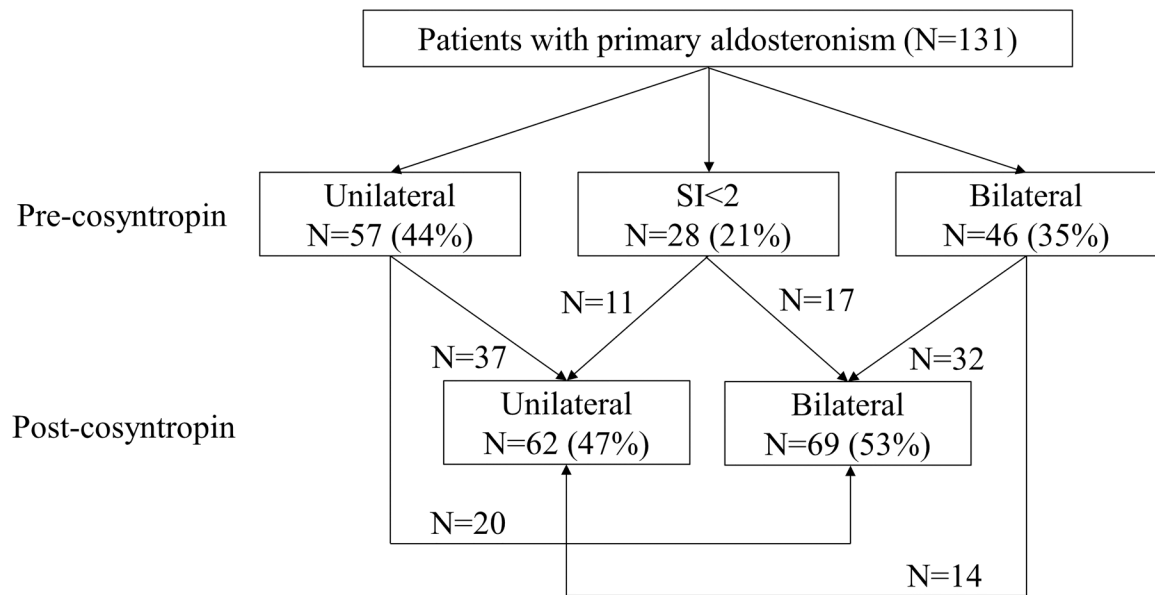 Patients with primary aldosteronism (N=131)
Pre-cosyntropin
Unilateral
N=57 (44%)
SI<2
N=28 (21%)
Bilateral
N=46 (35%)
N=11
N=17
N=37
N=32
Post-cosyntropin
Unilateral
N=62 (47%)
Bilateral
N=69 (53%)
N=20
N=14